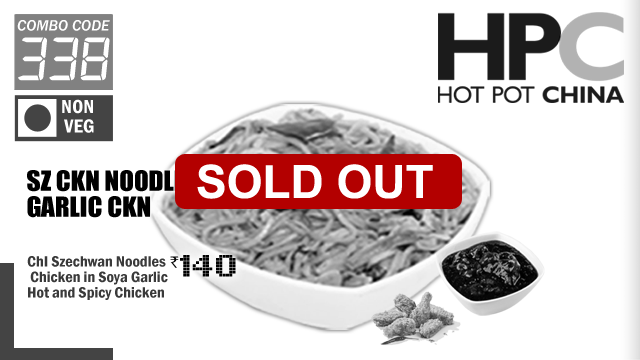 COMBO CODE
338
NON
VEG
HPC
HOT POT CHINA
SZ CKN NOODL
GARLIC CKN
SOLD OUT
ChI Szechwan Noodles
Chicken in Soya Garlic
Hot and Spicy Chicken
₹140